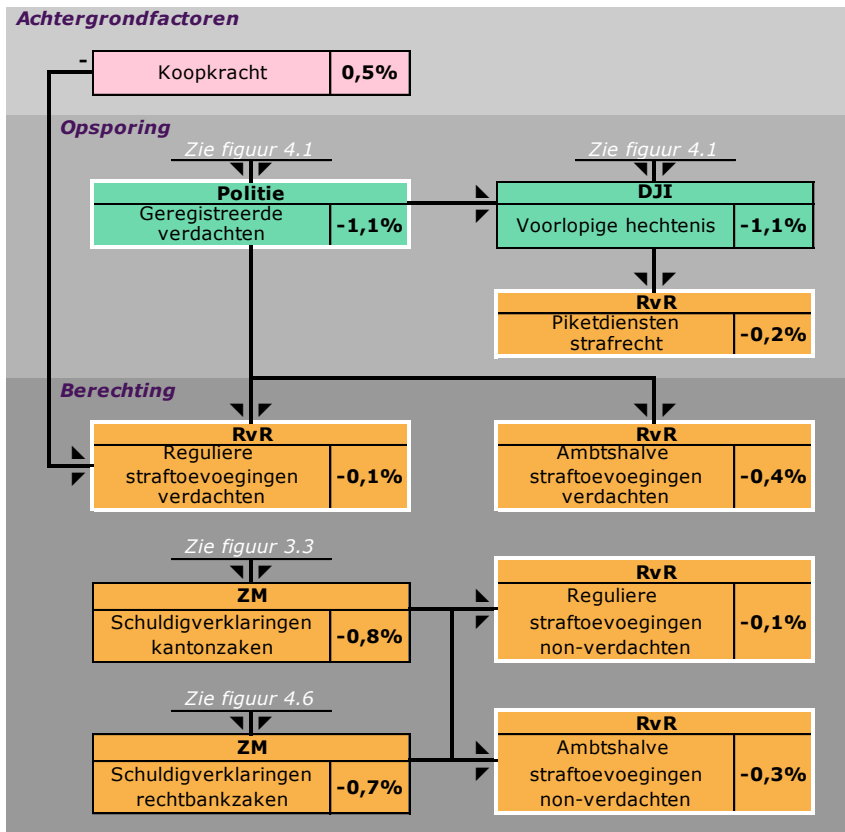 Achtergrondfactoren
-
Koopkracht 0,5%
Opsporing
Zie figuur 4.1
Zie figuur 4.1
Politie
Geregistreerde
verdachten
-1,1%
DJI
Voorlopige hechtenis -1,1%
RvR
Piketdiensten
strafrecht
-0,2%
Berechting
RvR
Reguliere
straftoevoegingen
verdachten
-0,1%
RvR
Ambtshalve
straftoevoegingen
verdachten
-0,4%
Zie figuur 3.3
ZM
Schuldigverklaringen
kantonzaken
-0,8%
RvR
Reguliere
straftoevoegingen
non-verdachten
-0,1%
Zie figuur 4.6
ZM
Schuldigverklaringen
rechtbankzaken
-0,7%
RvR
Ambtshalve
straftoevoegingen
non-verdachten
-0,3%